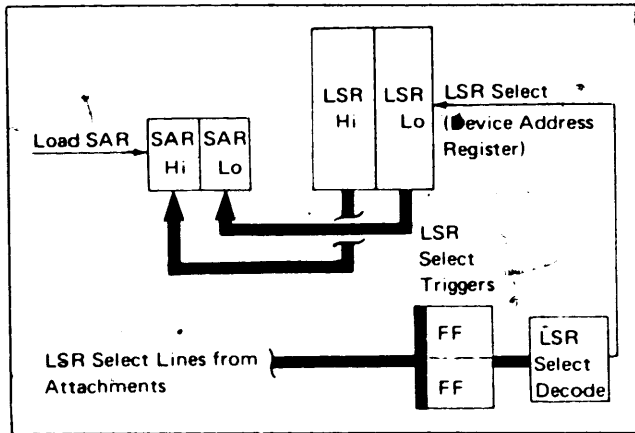 LSR
Hi
LSR
Lo
LSR Select
(Device Address
Register)
Load SAR
SAR
Hi
SAR
Lo
LSR
Select
Triggers
LSR Select Lines from
Attachments
FF
FF
LSR
Select
Decode